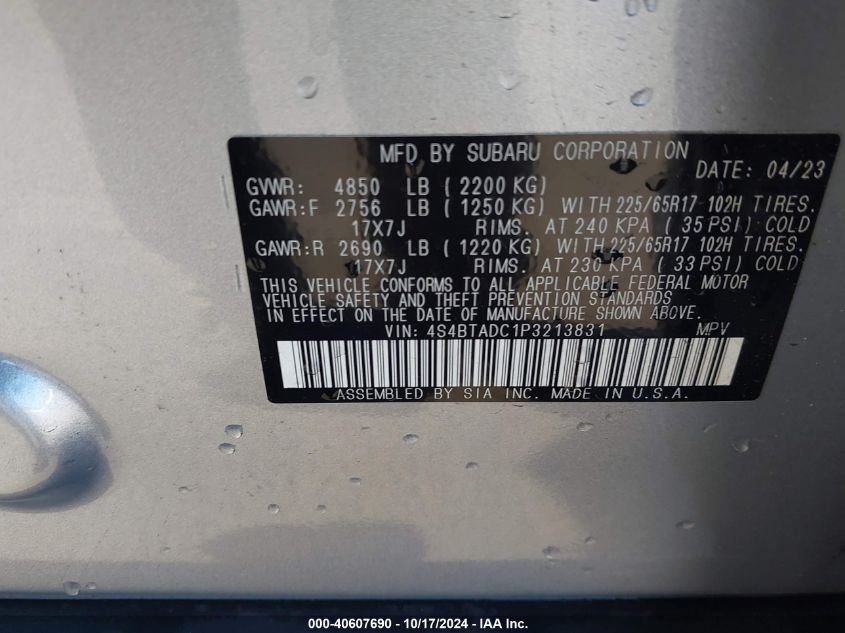 MFD BY SUBARU CORPORATION DATE: 04/23
GVWR: 4850 LB ( 2200 KG)
GAWR:F 2756 LB ( 1250 KG) WITH 225/65R17 102H TIRES.
17X7J RIMS. AT 240 KPA ( 35 PSI) COLD
GAWR:R 2690 LB ( 1220 KG) WITH 225/65R17 102H TIRES.
17X7J RIMS. AT 230 KPA ( 33 PSI) COLD
THIS VEHICLE CONFORMS TO ALL APPLICABLE FEDERAL MOTOR
VEHICLE SAFETY AND THEFT PREVENTION STANDARDS
IN EFFECT ON THE DATE OF MANUFACTURE SHOWN ABOVE.
VIN: 4S4BTADC1P3213831 MPV
ASSEMBLED BY SIA INC. MADE IN U.S.A.
000-40607690 - 10/17/2024 - IAA Inc.